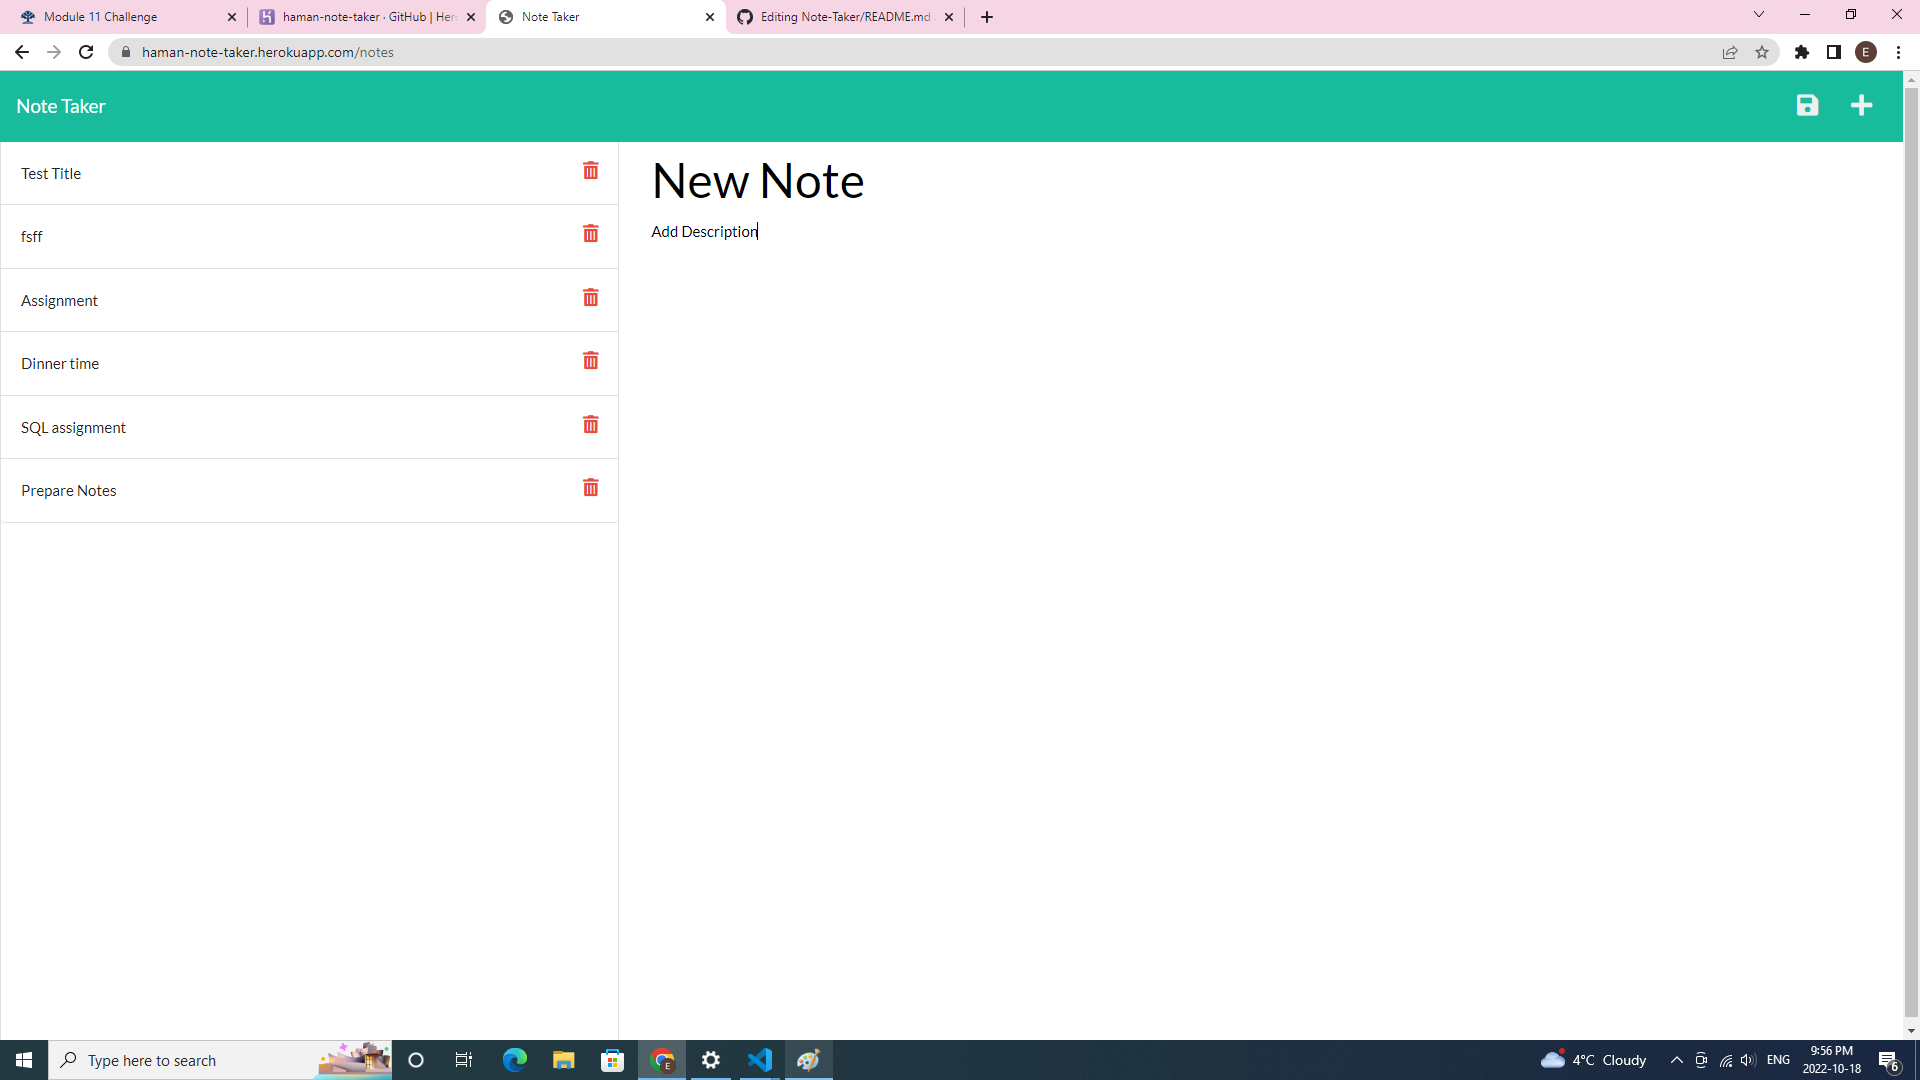 Module 11 Challenge
haman-note-taker · GitHub | Her
Note Taker
Editing Note-Taker/README.md
haman-note-taker.herokuapp.com/notes
E
Note Taker
Test Title
fsff
Assignment
Dinner time
SQL assignment
Prepare Notes
New Note
Add Description
Type here to search
E
4°C Cloudy
ENG
9:56 PM
2022-10-18
6